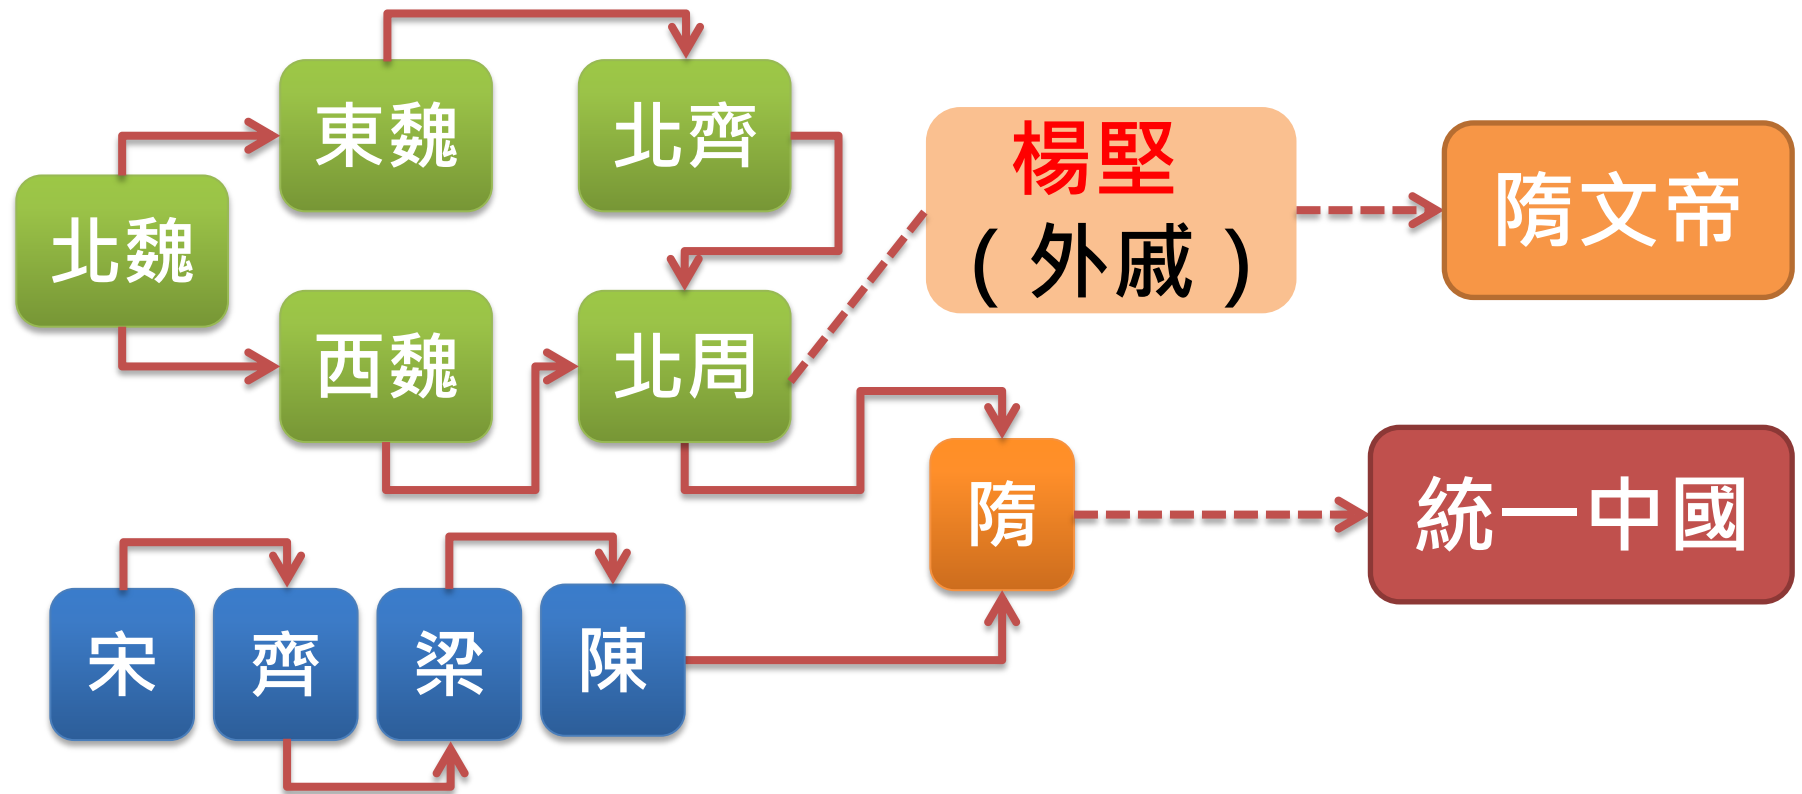 東魏
北齊
北魏
西魏
北周
楊堅
（外戚）
隋文帝
隋
統一中國
宋
齊
梁
陳